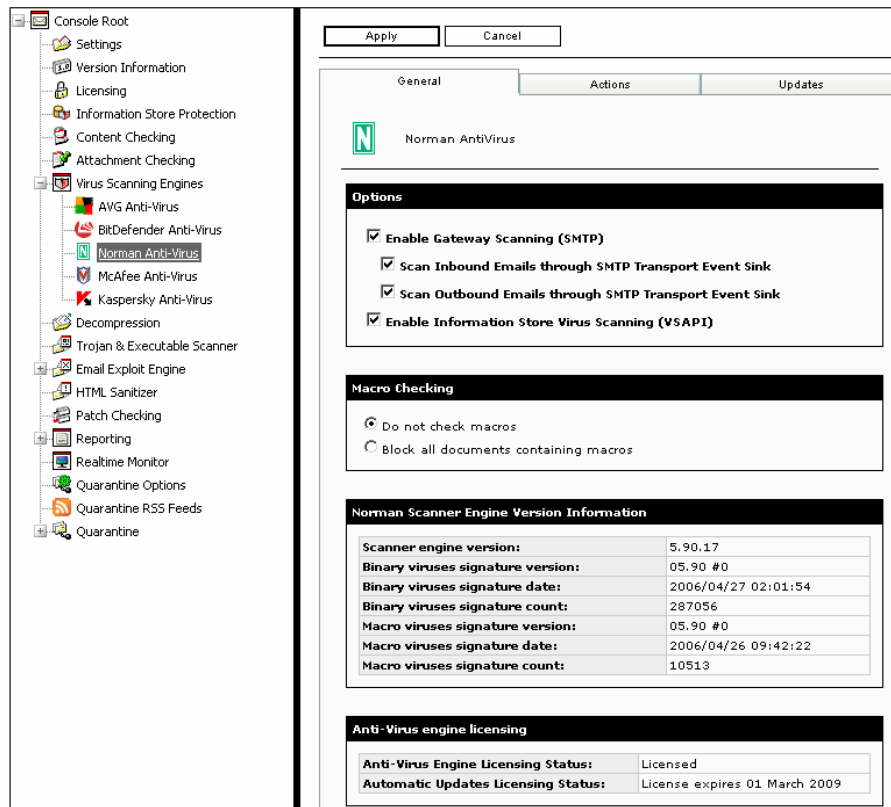 Console Root
Settings
Version Information
Licensing
Information Store Protection
Content Checking
Attachment Checking
Virus Scanning Engines
AVG Anti-Virus
BitDefender Anti-Virus
Norman Anti-Virus
McAfee Anti-Virus
Kaspersky Anti-Virus
Decompression
Trojan & Executable Scanner
Email Exploit Engine
HTML Sanitizer
Patch Checking
Reporting
Realtime Monitor
Quarantine Options
Quarantine RSS Feeds
Quarantine
Apply Cancel
General Actions Updates
N Norman AntiVirus
Options
Enable Gateway Scanning (SMTP)
Scan Inbound Emails through SMTP Transport Event Sink
Scan Outbound Emails through SMTP Transport Event Sink
Enable Information Store Virus Scanning (VSAPI)
Macro Checking
Do not check macros
Block all documents containing macros
Norman Scanner Engine Version Information
Scanner engine version: 5.90.17
Binary viruses signature version: 05.90 #0
Binary viruses signature date: 2006/04/27 02:01:54
Binary viruses signature count: 287056
Macro viruses signature version: 05.90 #0
Macro viruses signature date: 2006/04/26 09:42:22
Macro viruses signature count: 10513
Anti-Virus engine licensing
Anti-Virus Engine Licensing Status: Licensed
Automatic Updates Licensing Status: License expires 01 March 2009